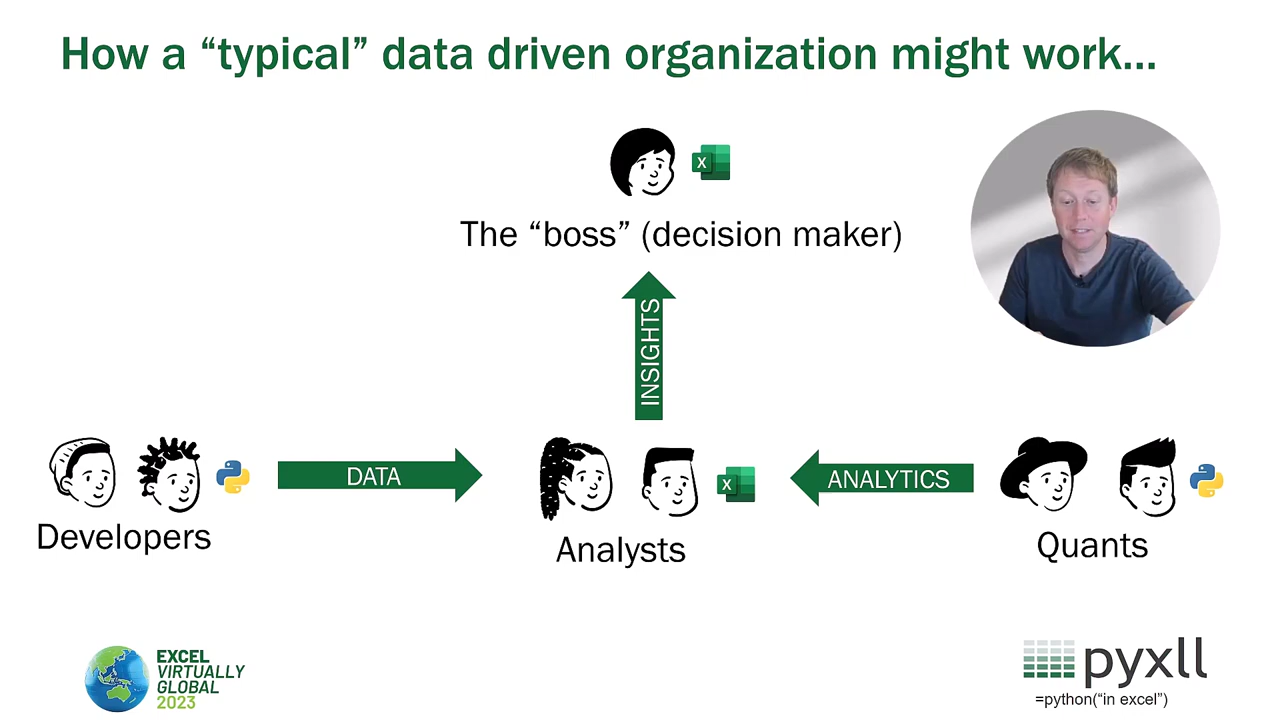 How a “typical” data driven organization might work...
X
The “boss” (decision maker)
INSIGHTS
DATA
X
ANALYTICS
Developers
Analysts
Quants
EXCEL
VIRTUALLY
GLOBAL
2023
pyxll
=python(“in excel”)